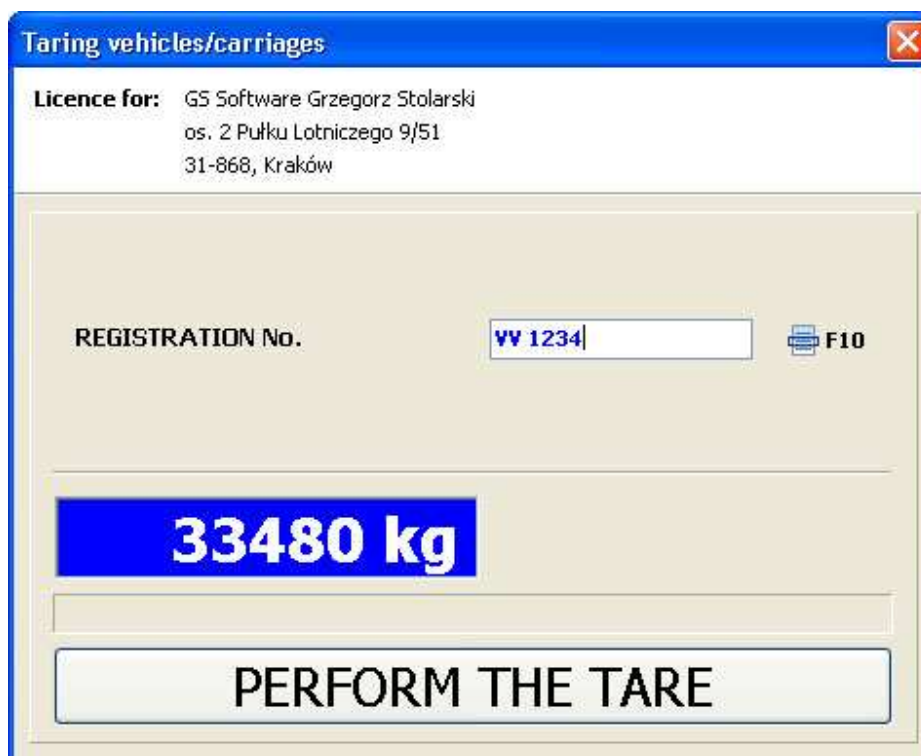 Taring vehicles/carriages
Licence for: GS Software Grzegorz Stolarski
os. 2 Pułku Lotniczego 9/51
31-868, Kraków
REGISTRATION No. VV 1234 F10
33480 kg
PERFORM THE TARE